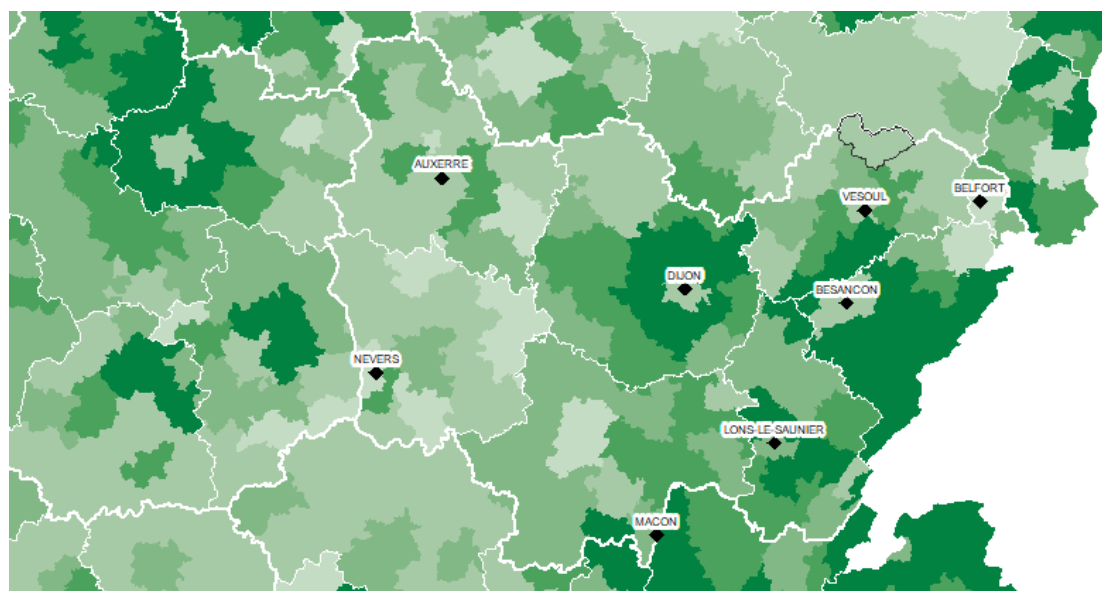 AUXERRE
VESOUL
BELFORT
DIJON
BESANCON
NEVERS
LONS-LE-SAUNIER
MACON